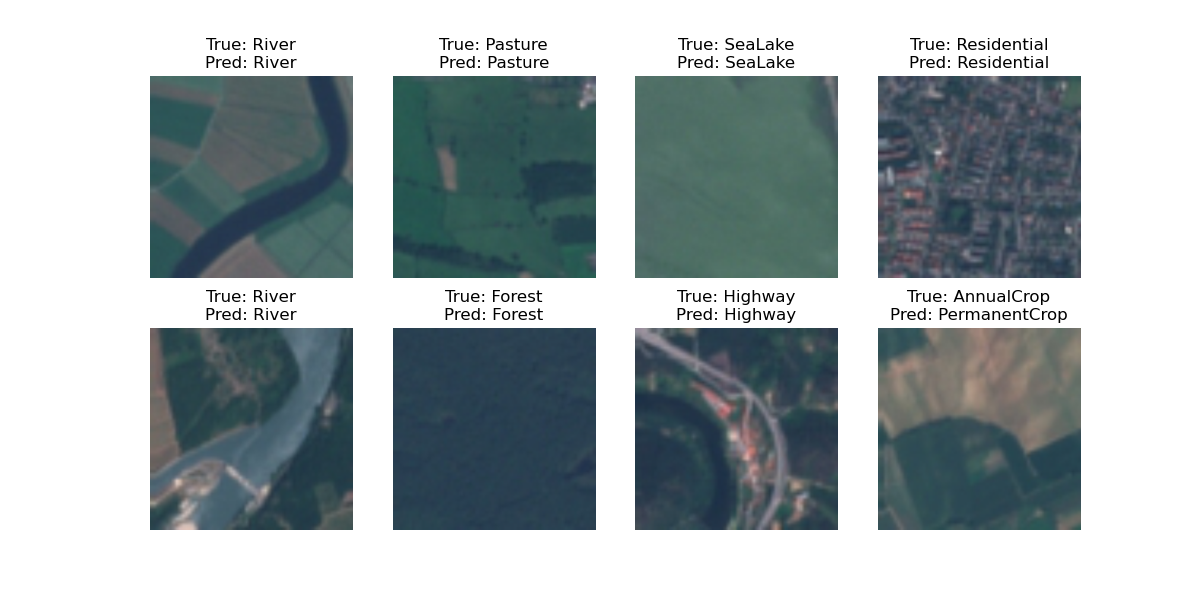 True: River
Pred: River
True: Pasture
Pred: Pasture
True: SeaLake
Pred: SeaLake
True: Residential
Pred: Residential
True: River
Pred: River
True: Forest
Pred: Forest
True: Highway
Pred: Highway
True: AnnualCrop
Pred: PermanentCrop